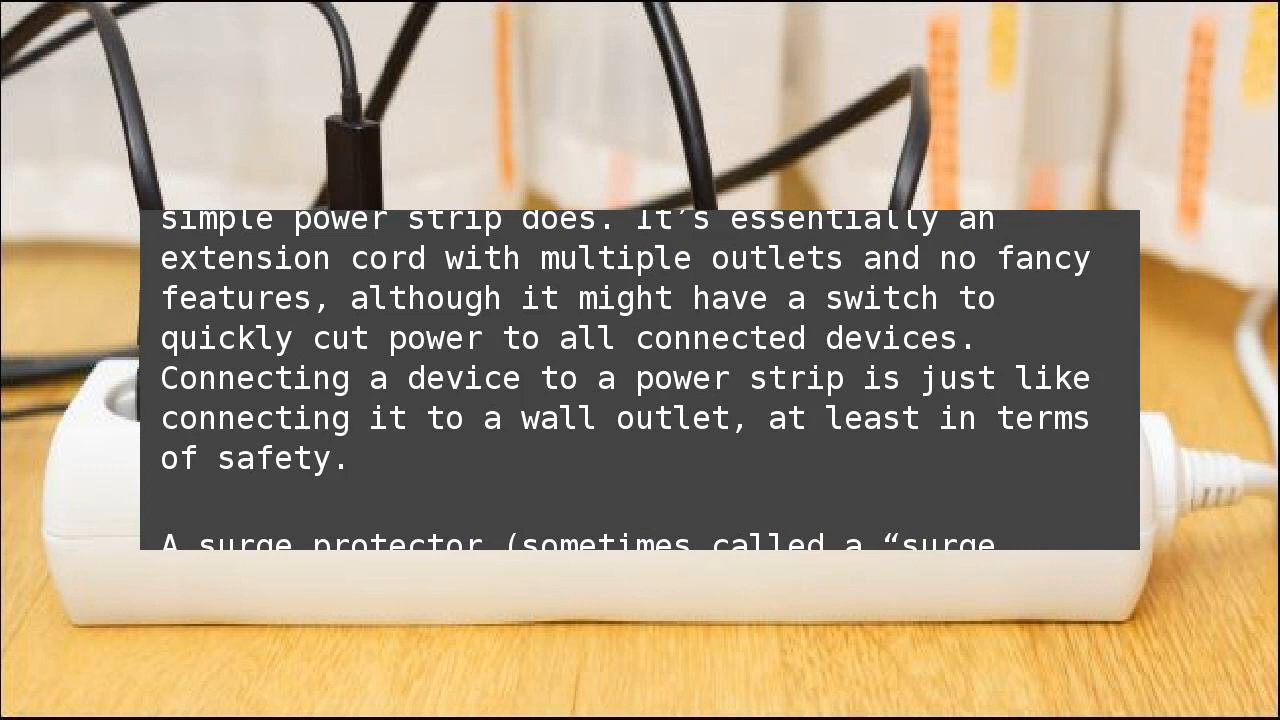 simple power strip does. It’s essentially an
extension cord with multiple outlets and no fancy
features, although it might have a switch to
quickly cut power to all connected devices.
Connecting a device to a power strip is just like
connecting it to a wall outlet, at least in terms
of safety.
A surge protector (sometimes called a “surge